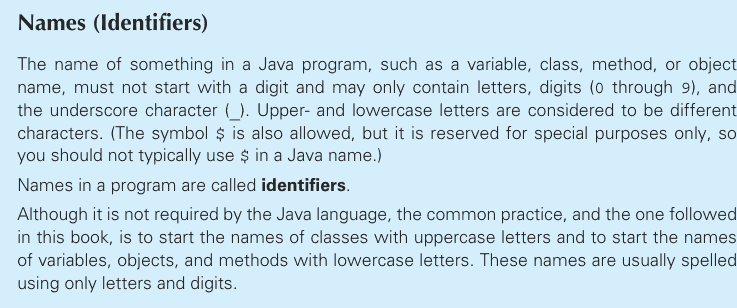 Names (Identifiers)
The name of something in a Java program, such as a variable, class, method, or object
name, must not start with a digit and may only contain letters, digits (0 through 9), and
the underscore character (_). Upper- and lowercase letters are considered to be different
characters. (The symbol $ is also allowed, but it is reserved for special purposes only, so
you should not typically use $ in a Java name.)
Names in a program are called identifiers.
Although it is not required by the Java language, the common practice, and the one followed
in this book, is to start the names of classes with uppercase letters and to start the names
of variables, objects, and methods with lowercase letters. These names are usually spelled
using only letters and digits.